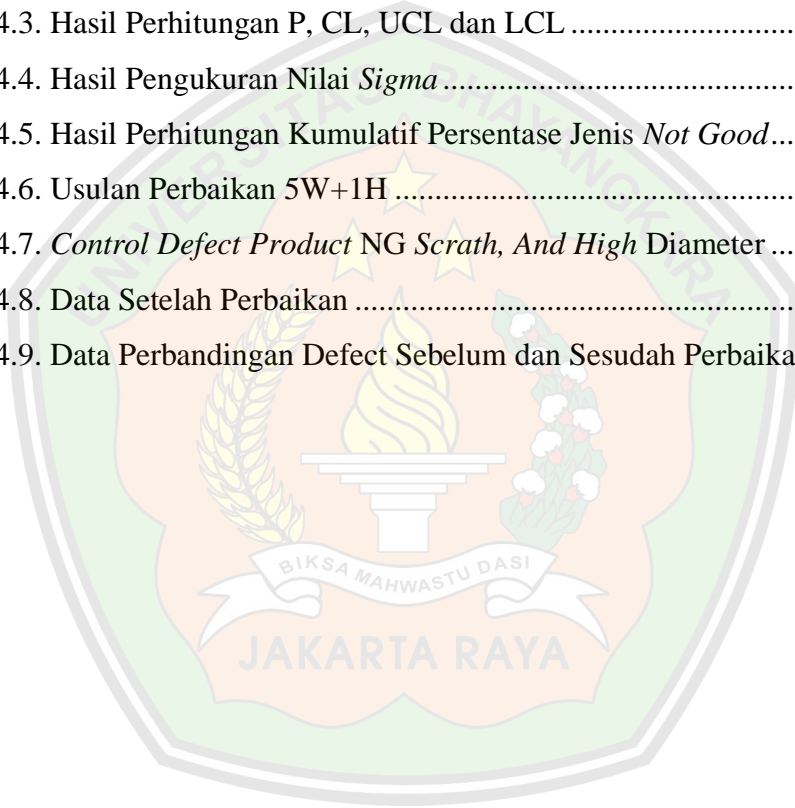 4.3. Hasil Perhitungan P, CL, UCL dan LCL ..................................
4.4. Hasil Pengukuran Nilai Sigma .....................................................
4.5. Hasil Perhitungan Kumulatif Persentase Jenis Not Good ....
4.6. Usulan Perbaikan 5W+1H ............................................................
4.7. Control Defect Product NG Scrath, And High Diameter ....
4.8. Data Setelah Perbaikan ..................................................................
4.9. Data Perbandingan Defect Sebelum dan Sesudah Perbaika
UNIVERSITAS BHAYANGKARA
BIKSA MAHWASTU DASI
JAKARTA RAYA